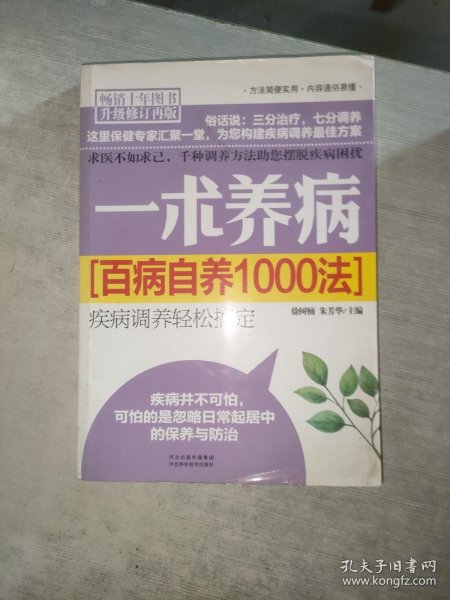 畅销十年图书
升级修订再版
·方法简便实用·内容通俗易懂·
俗话说：三分治疗，七分调养
这里保健专家汇聚一堂，为您构建疾病调养最佳方案
求医不如求己，千种调养方法助您摆脱疾病困扰
一术养病
[百病自养1000法]
疾病调养轻松搞定
徐树楠 朱芳华/主编
疾病并不可怕，
可怕的是忽略日常起居中
的保养与防治
河北出版传媒集团
河北科学技术出版社
孔夫子旧书网
www.kongfz.com